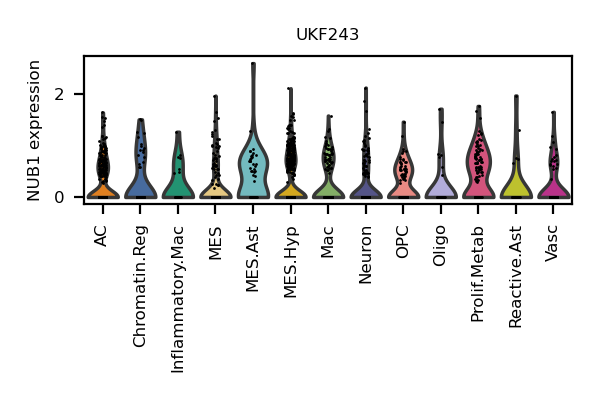 UKF243
NUB1 expression
2
0
AC
Chromatin.Reg
Inflammatory.Mac
MES
MES.Ast
MES.Hyp
Mac
Neuron
OPC
Oligo
Prolif.Metab
Reactive.Ast
Vasc